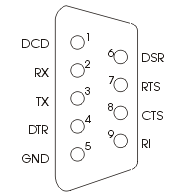 DCD 1
6 DSR
RX 2
7 RTS
TX 3
8 CTS
DTR 4
9 RI
GND 5